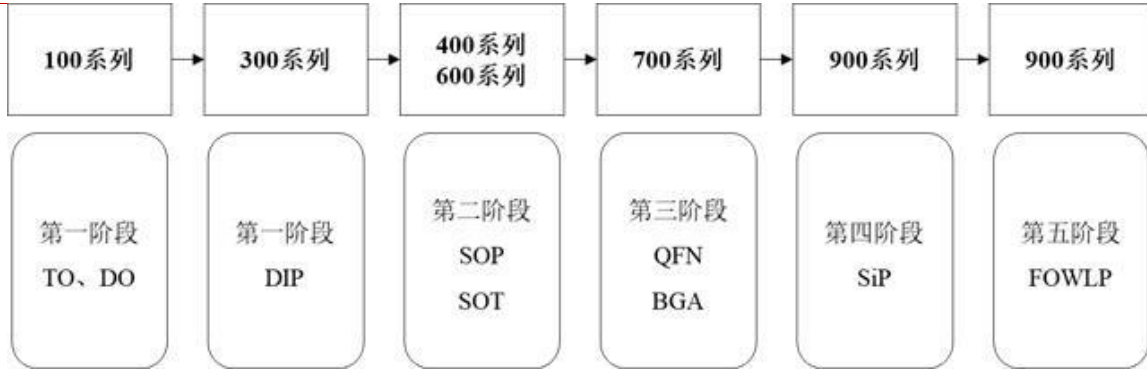 100系列
300系列
400系列
600系列
700系列
900系列
900系列
第一阶段
TO、DO
第一阶段
DIP
第二阶段
SOP
SOT
第三阶段
QFN
BGA
第四阶段
SiP
第五阶段
FOWLP